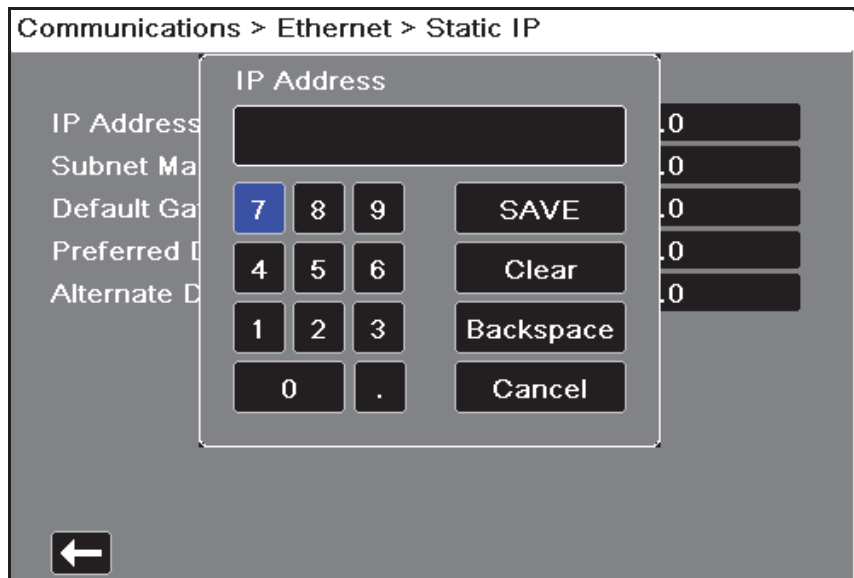 Communications > Ethernet > Static IP
IP Address
IP Address .0
Subnet Ma .0
Default Ga .0
Preferred D .0
Alternate D .0
7 8 9 SAVE
4 5 6 Clear
1 2 3 Backspace
0 . Cancel